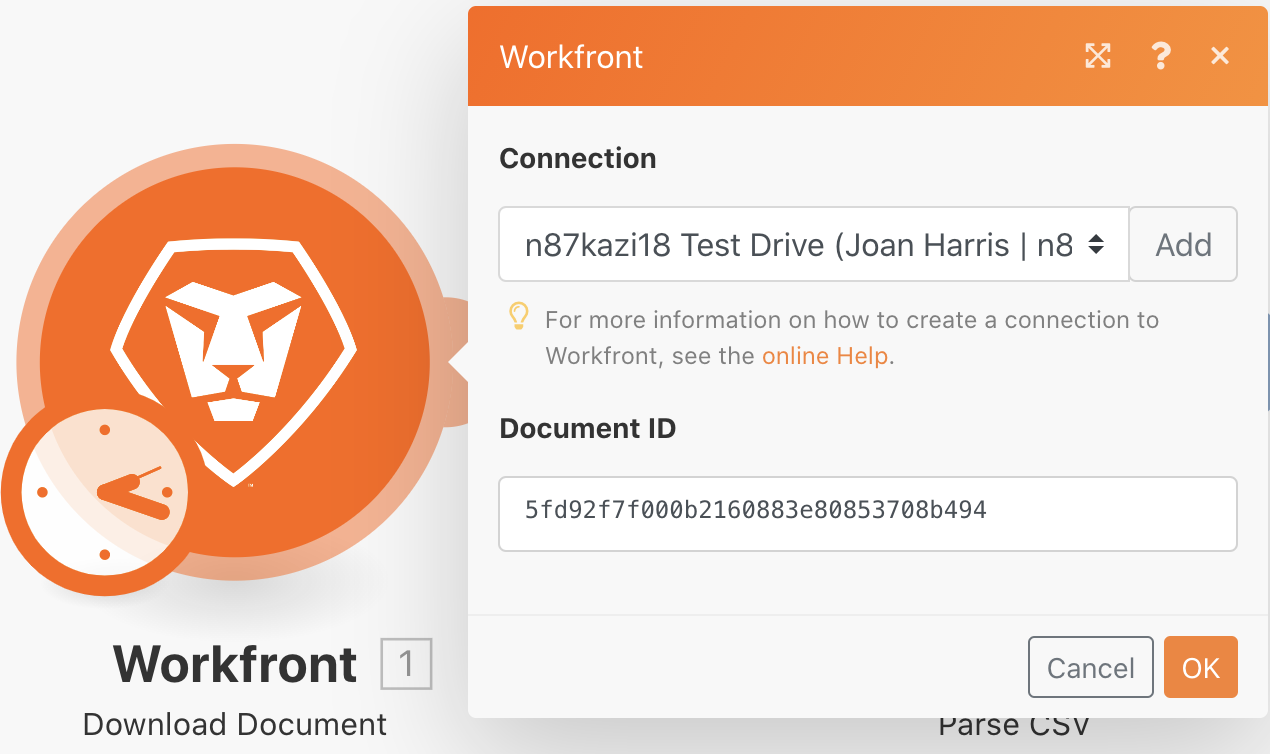 Workfront
?
Connection
n87kazi18 Test Drive (Joan Harris | n8
Add
For more information on how to create a connection to
Workfront, see the online Help.
Document ID
5fd92f7f000b2160883e80853708b494
Cancel
OK
™
Workfront 1
Download Document
Parse CSV